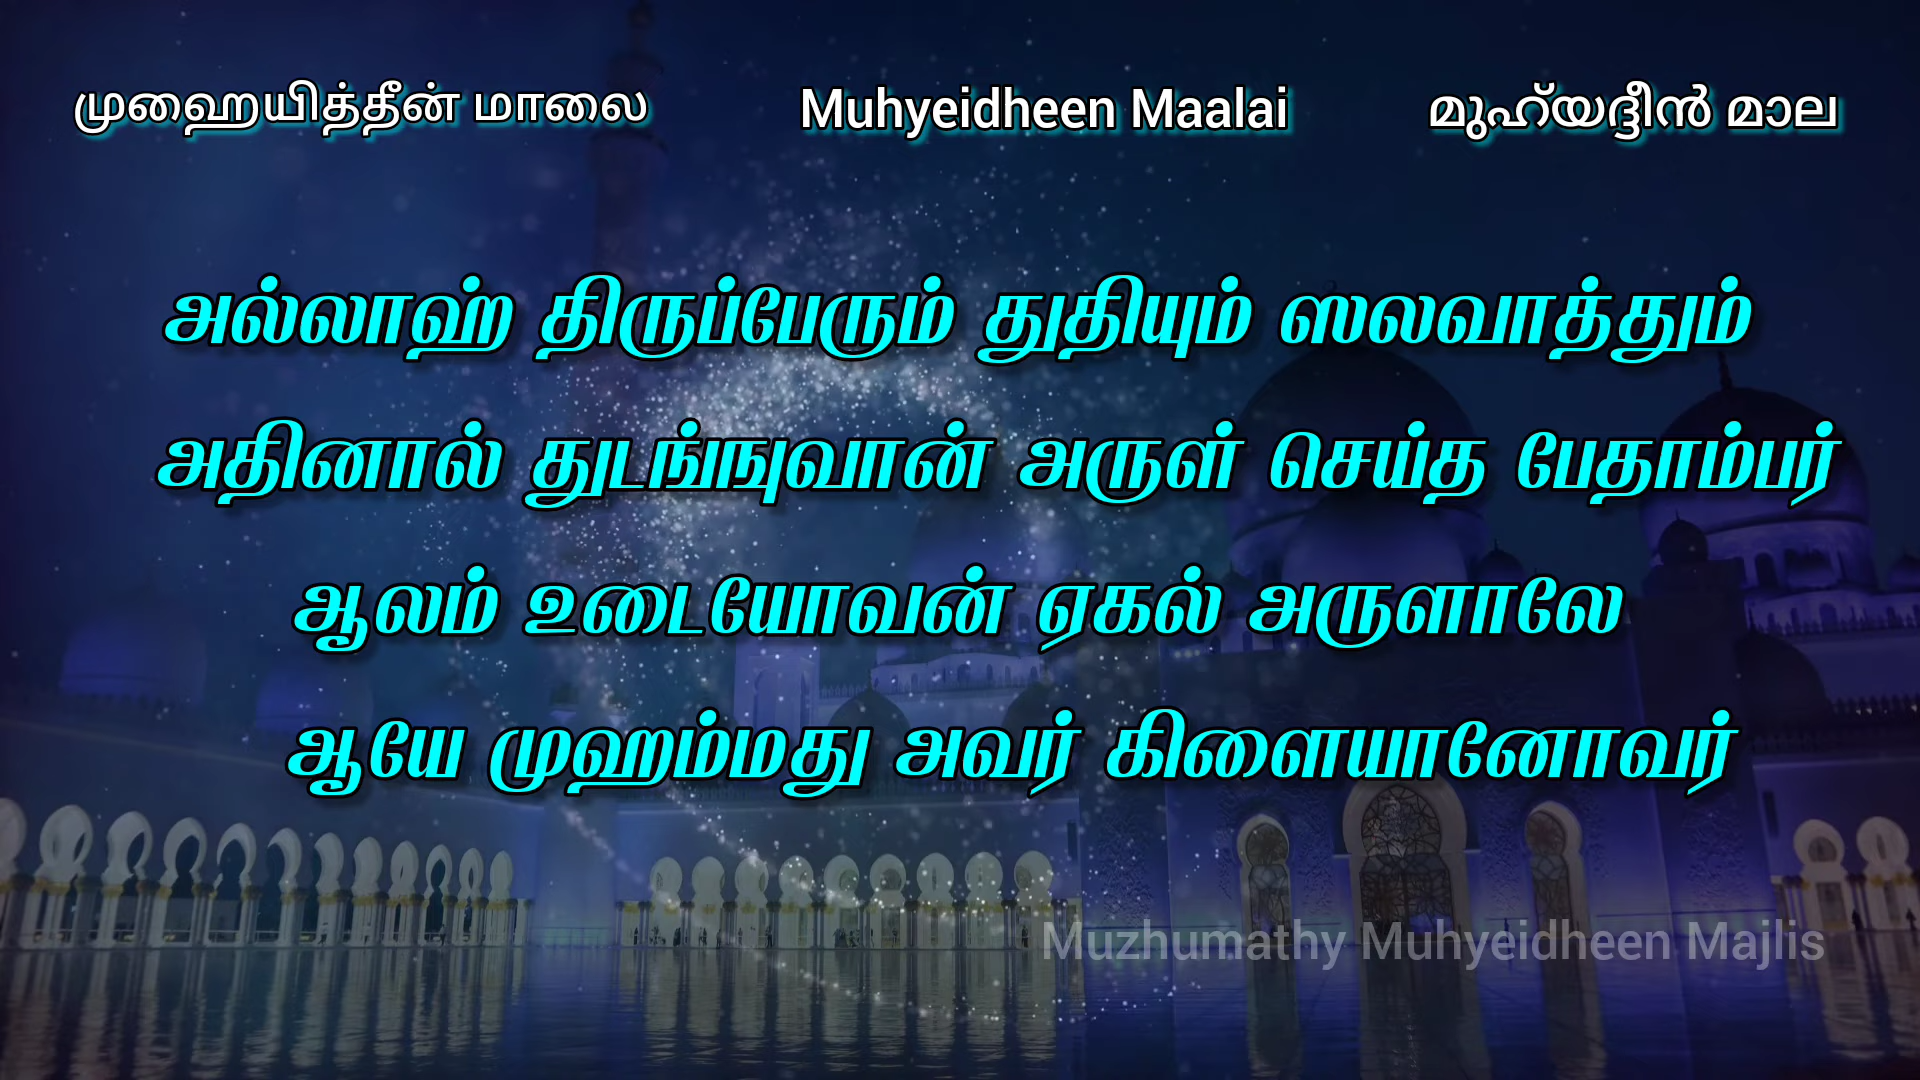 முஹையித்தீன் மாலை Muhyeidheen Maalai മുഹ്‌യദ്ദീൻ മാല
அல்லாஹ் திருப்பேரும் துதியும் ஸலவாத்தும்
அதினால் துடங்ஙுவான் அருள் செய்த பேதாம்பர்
ஆலம் உடையோவன் ஏகல் அருளாலே
ஆயே முஹம்மது அவர் கிளையானோவர்
Muzhumathy Muhyeidheen Majlis